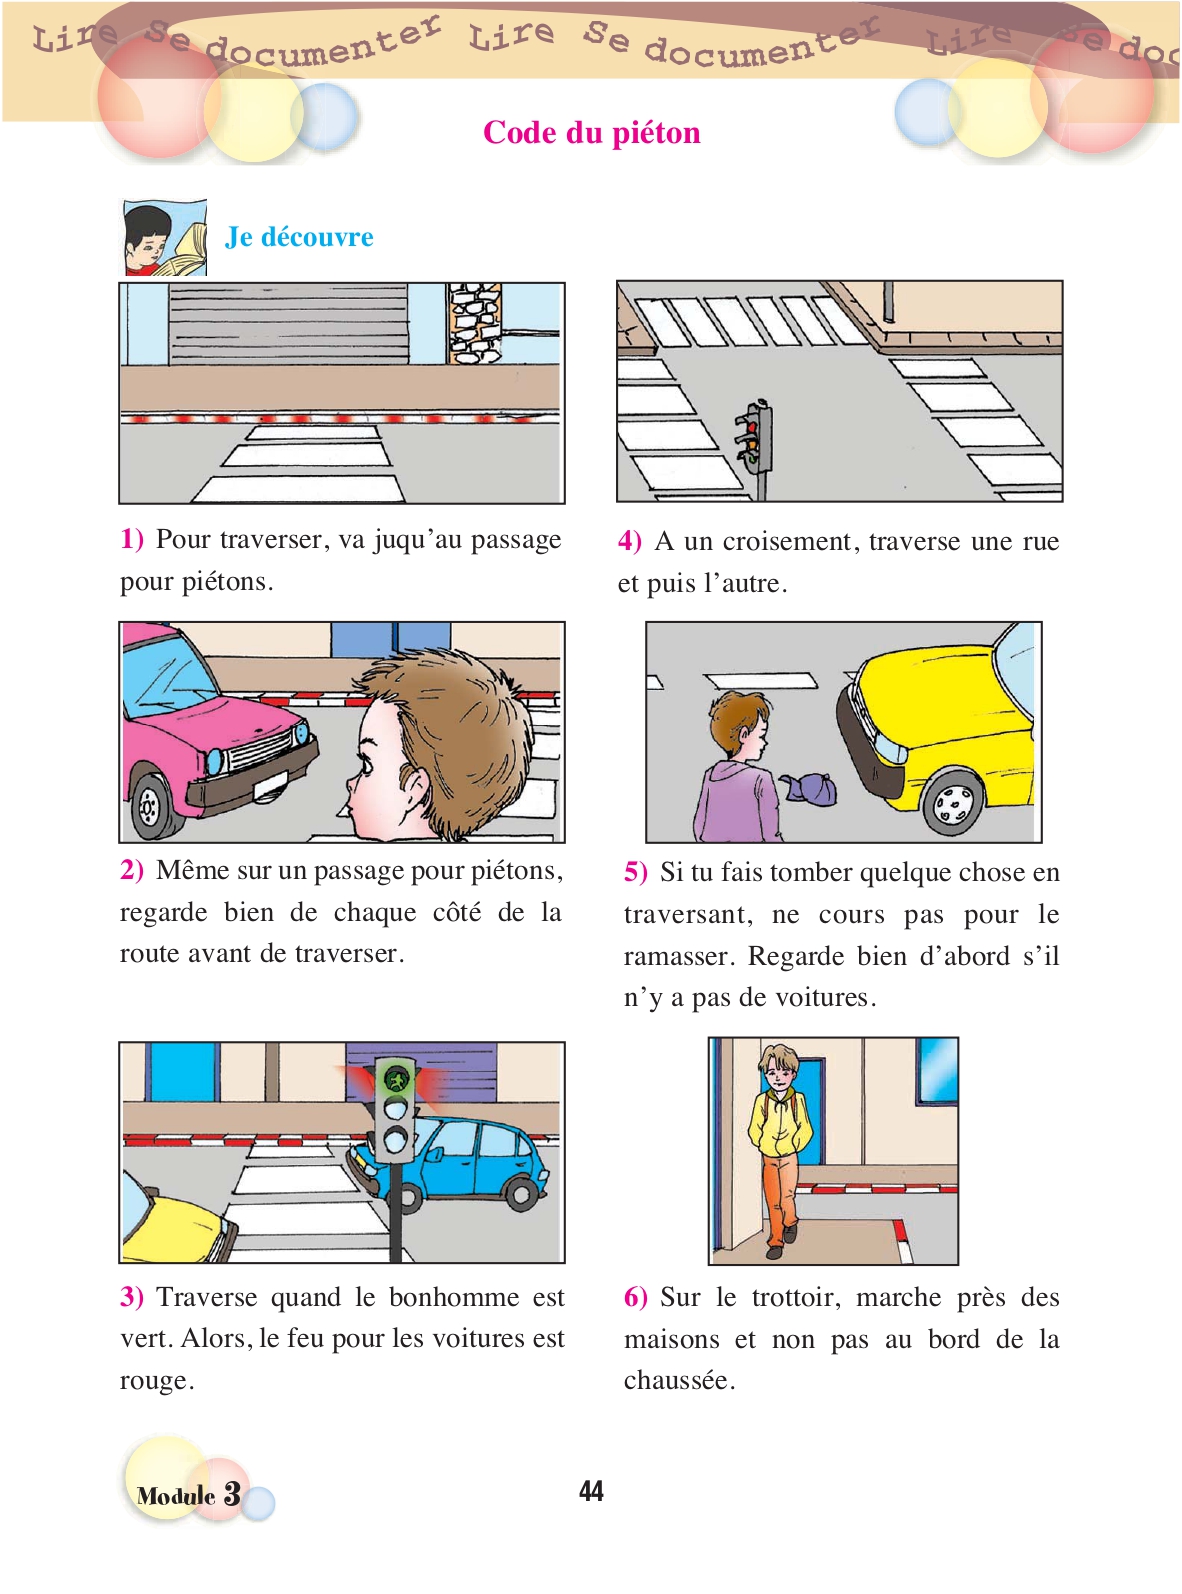 Lire Se documenter Lire Se documenter Lire Se doc
Code du piéton
Je découvre
1) Pour traverser, va juqu’au passage
pour piétons.
2) Même sur un passage pour piétons,
regarde bien de chaque côté de la
route avant de traverser.
3) Traverse quand le bonhomme est
vert. Alors, le feu pour les voitures est
rouge.
4) A un croisement, traverse une rue
et puis l’autre.
5) Si tu fais tomber quelque chose en
traversant, ne cours pas pour le
ramasser. Regarde bien d’abord s’il
n’y a pas de voitures.
6) Sur le trottoir, marche près des
maisons et non pas au bord de la
chaussée.
Module 3
44